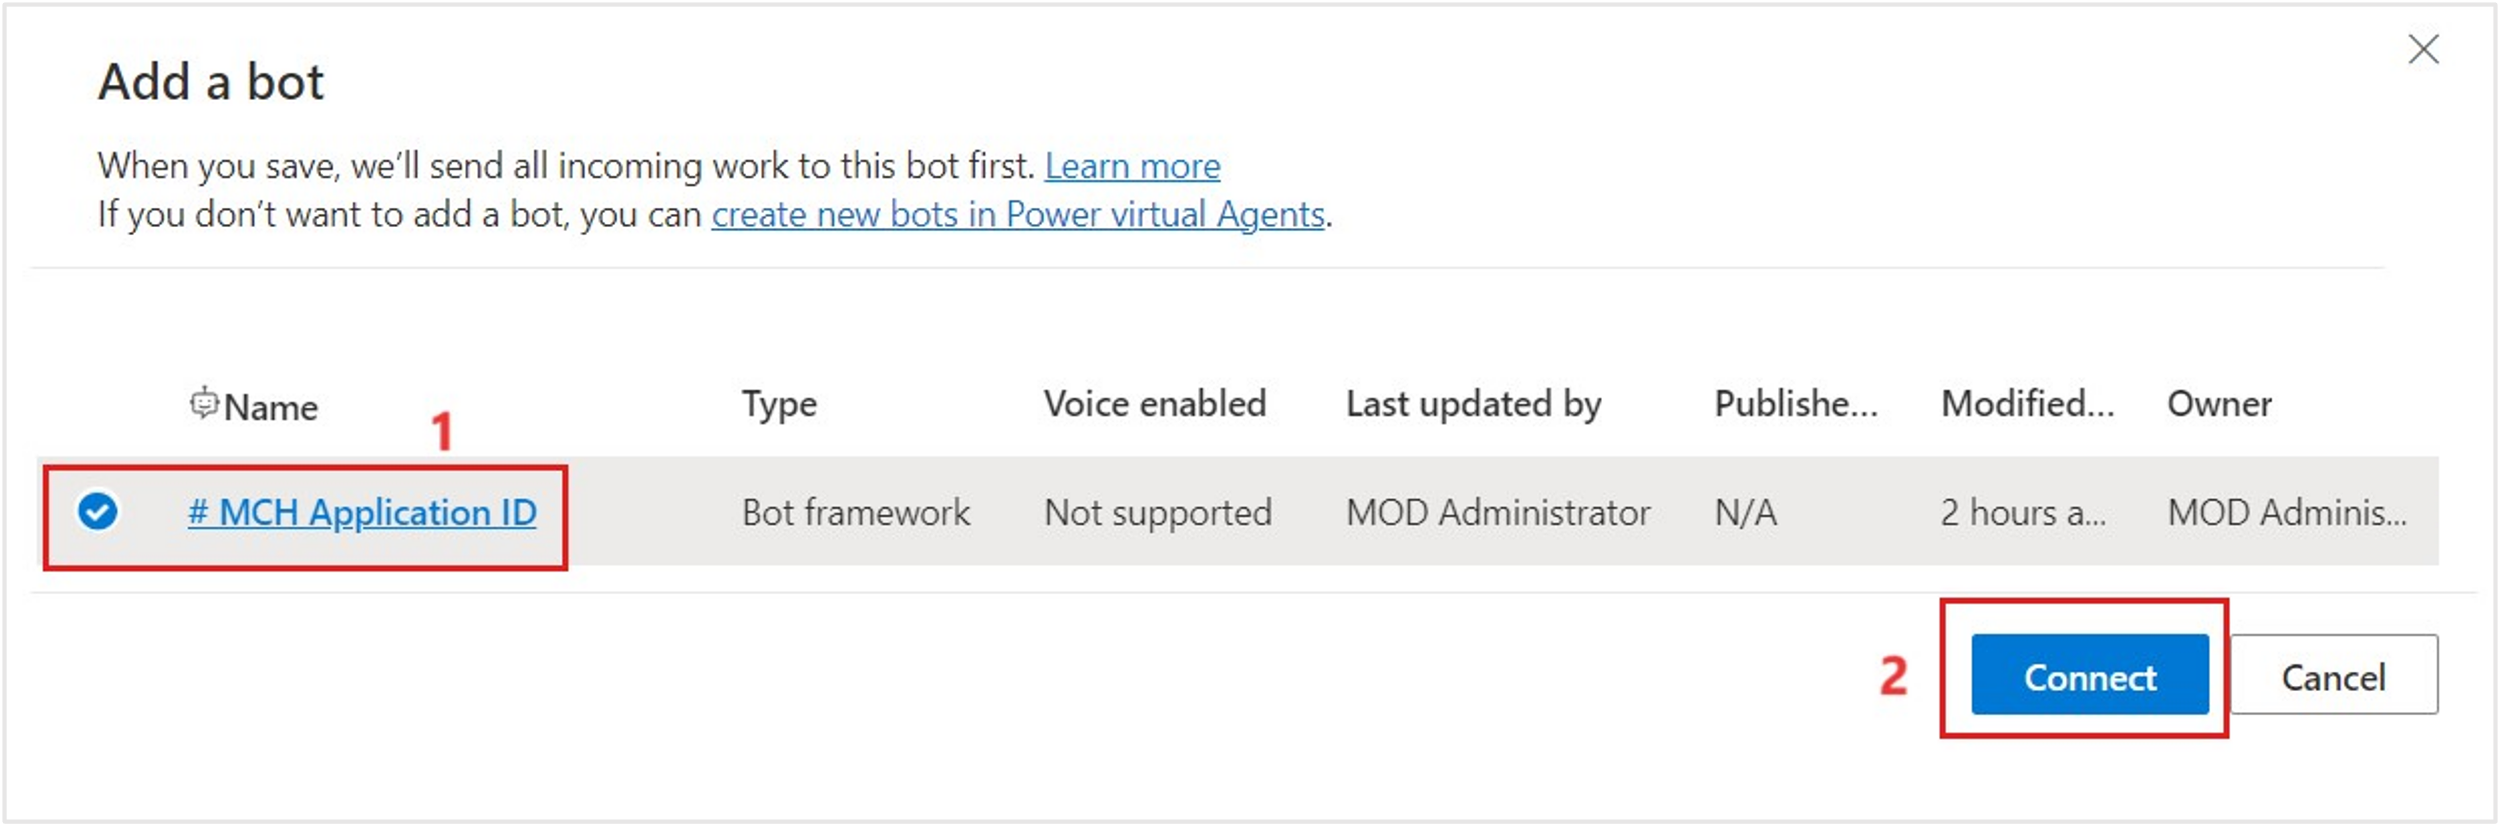 Add a bot
When you save, we’ll send all incoming work to this bot first. Learn more
If you don’t want to add a bot, you can create new bots in Power virtual Agents.
Name Type Voice enabled Last updated by Publishe... Modified... Owner
1
# MCH Application ID Bot framework Not supported MOD Administrator N/A 2 hours a... MOD Adminis...
2 Connect Cancel